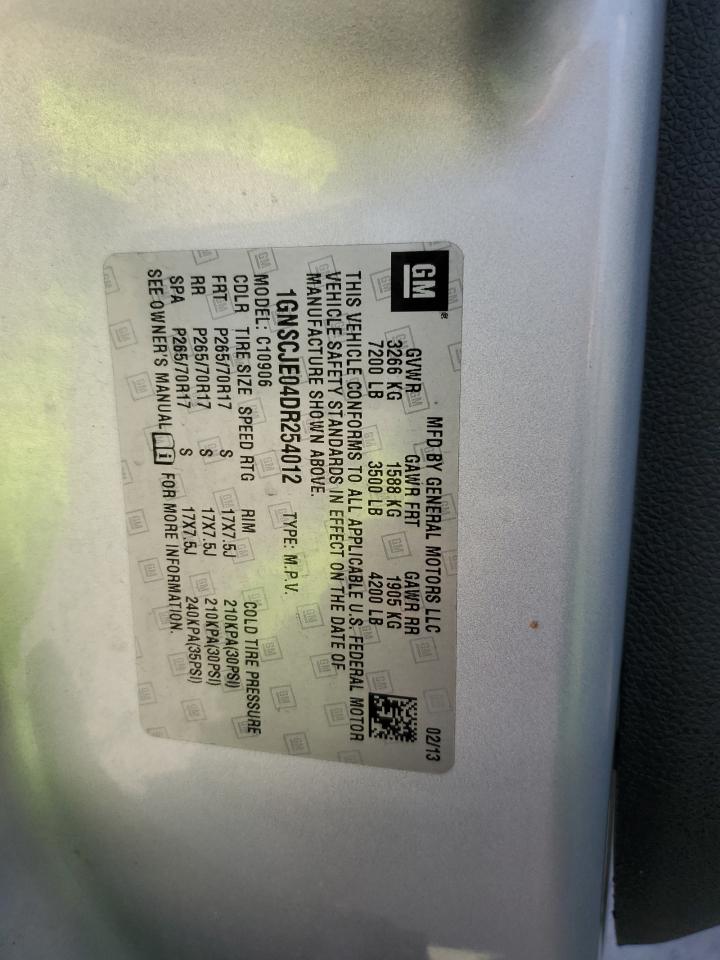 GM
MFD BY GENERAL MOTORS LLC 02/13
GVWR GAWR FRT GAWR RR
3266 KG 1588 KG 1905 KG
7200 LB 3500 LB 4200 LB
THIS VEHICLE CONFORMS TO ALL APPLICABLE U.S. FEDERAL MOTOR
VEHICLE SAFETY STANDARDS IN EFFECT ON THE DATE OF
MANUFACTURE SHOWN ABOVE.
1GNSCJE04DR254012 TYPE: M.P.V.
MODEL: C10906
CDLR TIRE SIZE SPEED RTG RIM COLD TIRE PRESSURE
FRT P265/70R17 S 17X7.5J 210KPA(30PSI)
RR P265/70R17 S 17X7.5J 210KPA(30PSI)
SPA P265/70R17 S 17X7.5J 240KPA(35PSI)
SEE OWNER'S MANUAL FOR MORE INFORMATION.